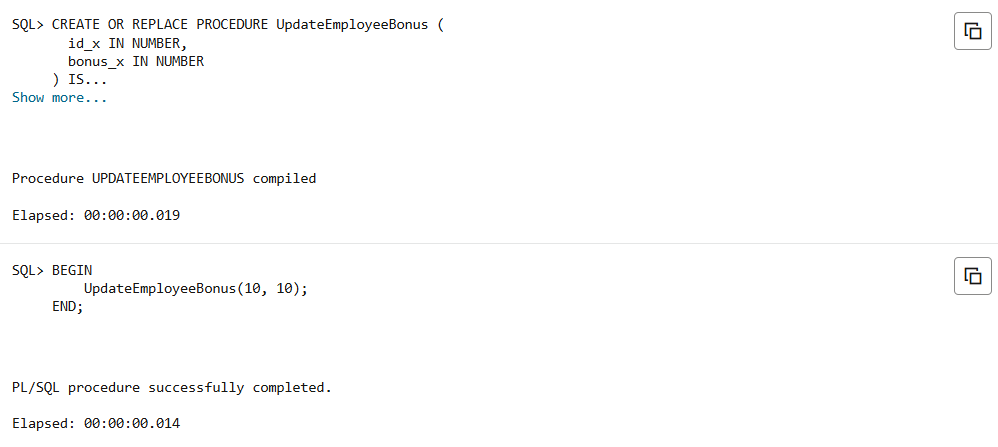 SQL> CREATE OR REPLACE PROCEDURE UpdateEmployeeBonus (
       id_x IN NUMBER,
       bonus_x IN NUMBER
     ) IS...
Show more...
Procedure UPDATEEMPLOYEEBONUS compiled
Elapsed: 00:00:00.019
SQL> BEGIN
         UpdateEmployeeBonus(10, 10);
     END;
PL/SQL procedure successfully completed.
Elapsed: 00:00:00.014